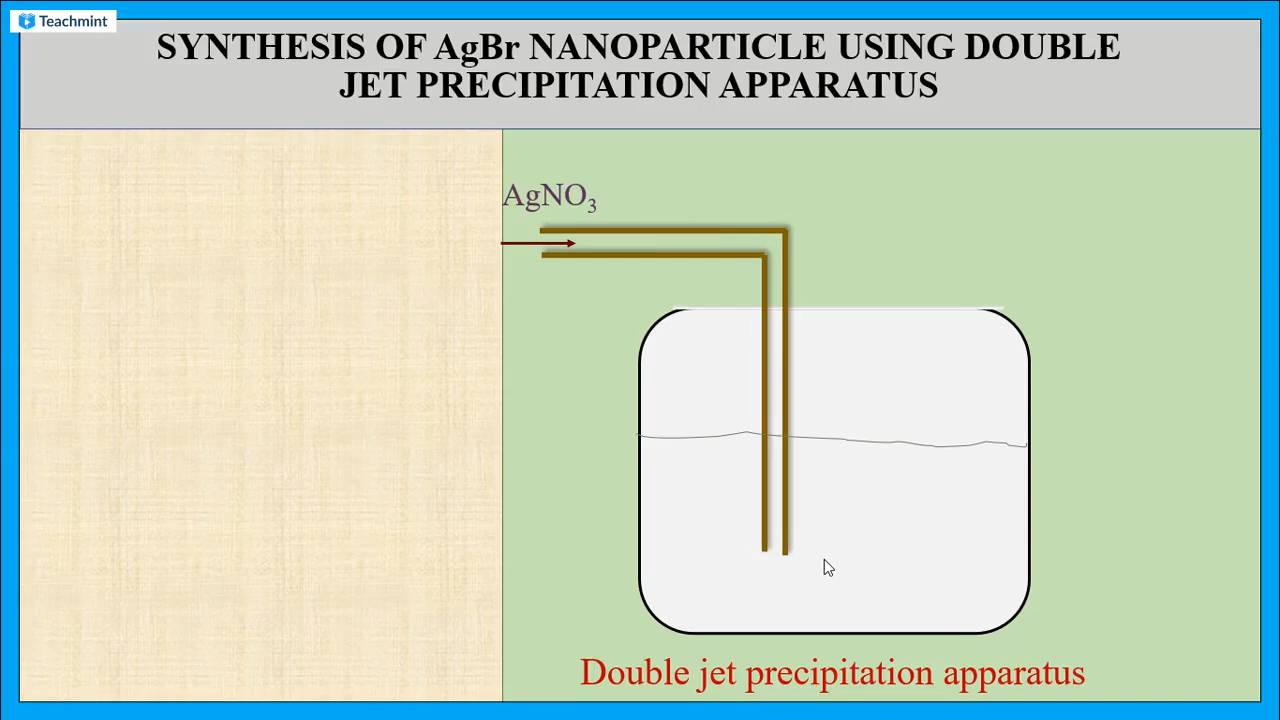 Teachmint
SYNTHESIS OF AgBr NANOPARTICLE USING DOUBLE
JET PRECIPITATION APPARATUS
AgNO₃
Double jet precipitation apparatus